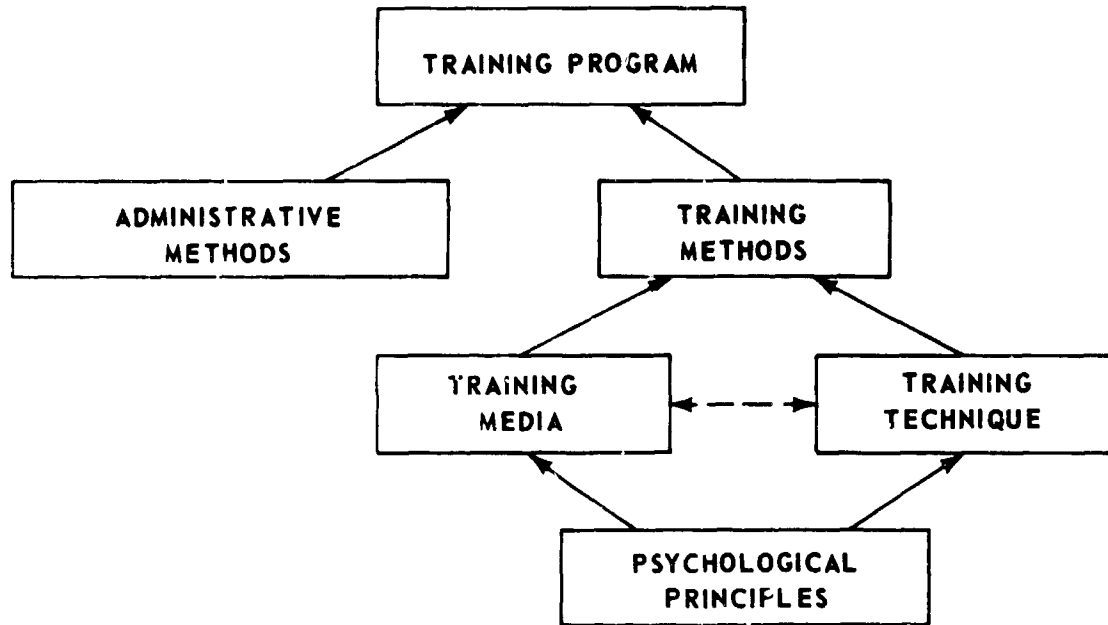 TRAINING PROGRAM
ADMINISTRATIVE
METHODS
TRAINING
METHODS
TRAINING
MEDIA
TRAINING
TECHNIQUE
PSYCHOLOGICAL
PRINCIPLES